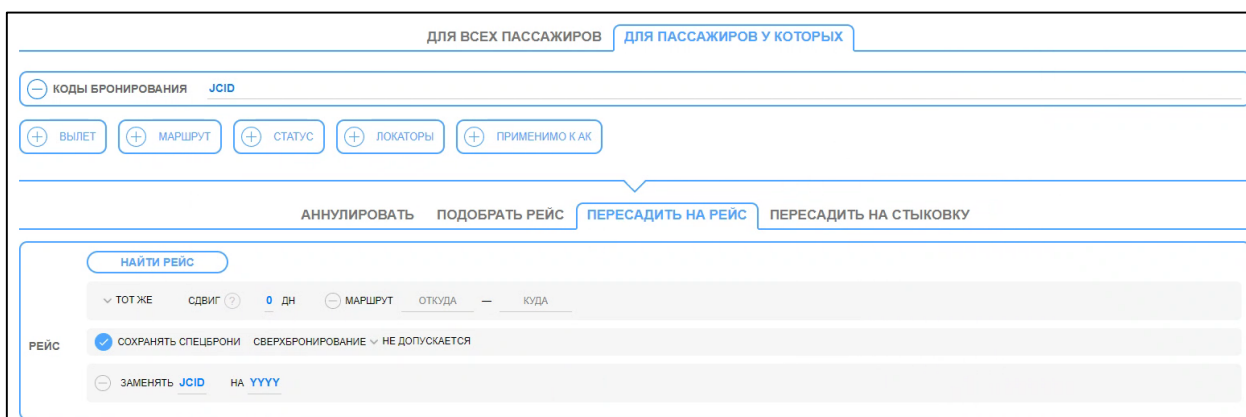 ДЛЯ ВСЕХ ПАССАЖИРОВ ДЛЯ ПАССАЖИРОВ У КОТОРЫХ
КОДЫ БРОНИРОВАНИЯ JCID
ВЫЛЕТ МАРШРУТ СТАТУС ЛОКАТОРЫ ПРИМЕНИМО К АК
АННУЛИРОВАТЬ ПОДОБРАТЬ РЕЙС ПЕРЕСАДИТЬ НА РЕЙС ПЕРЕСАДИТЬ НА СТЫКОВКУ
НАЙТИ РЕЙС
ТОТ ЖЕ СДВИГ ? 0 ДН МАРШРУТ ОТКУДА — КУДА
РЕЙС СОХРАНЯТЬ СПЕЦБРОНИ СВЕРХБРОНИРОВАНИЕ НЕ ДОПУСКАЕТСЯ
ЗАМЕНЯТЬ JCID НА YYYY